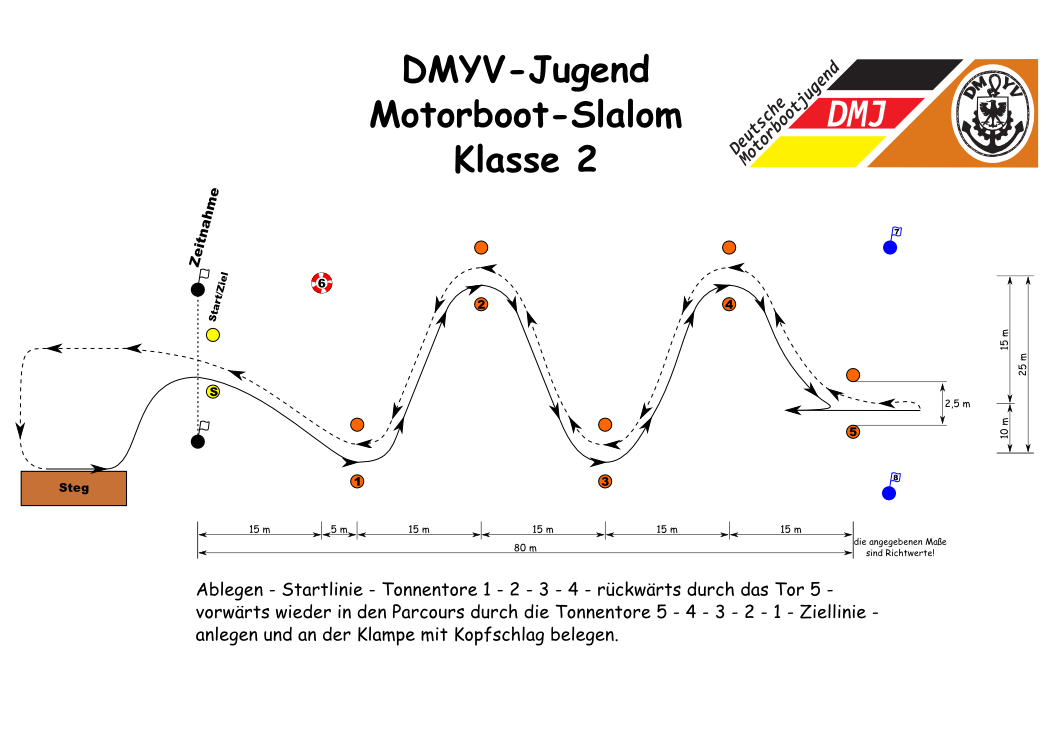 DMYV-Jugend
Motorboot-Slalom
Klasse 2
Deutsche
Motorbootjugend
DMJ
DMYV
Zeitnahme
Start/Ziel
6
7
2
4
S
5
1
3
8
Steg
15 m
25 m
2,5 m
10 m
15 m
5 m
15 m
15 m
15 m
15 m
80 m
die angegebenen Maße
sind Richtwerte!
Ablegen - Startlinie - Tonnentore 1 - 2 - 3 - 4 - rückwärts durch das Tor 5 -
vorwärts wieder in den Parcours durch die Tonnentore 5 - 4 - 3 - 2 - 1 - Ziellinie -
anlegen und an der Klampe mit Kopfschlag belegen.